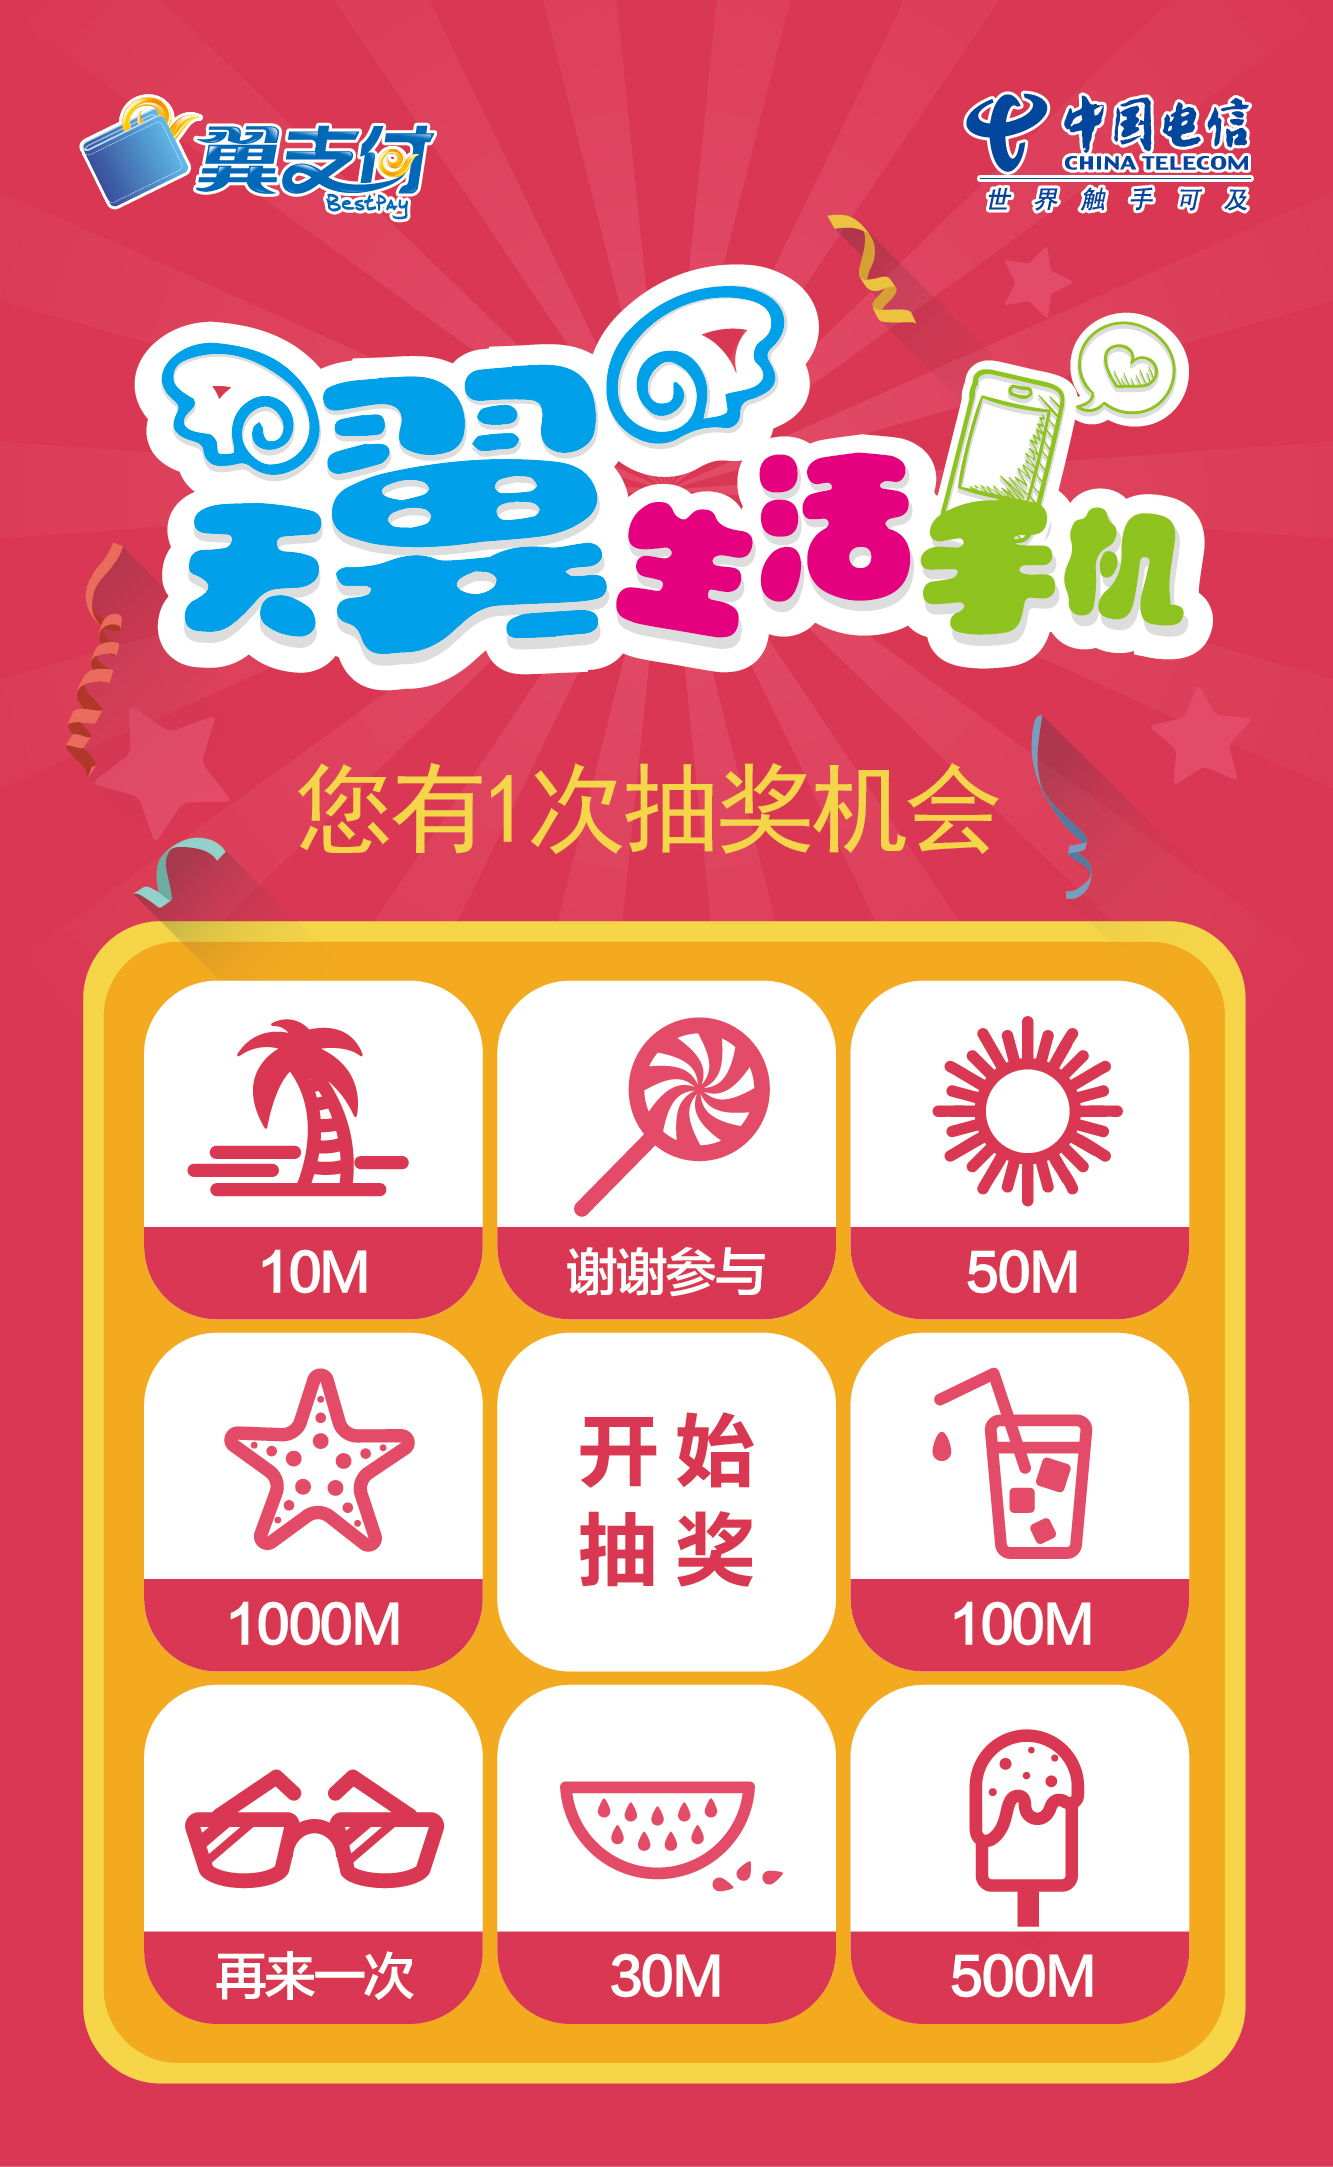 翼支付
BestPay
中国电信
CHINA TELECOM
世界触手可及
天翼生活手机
您有1次抽奖机会
10M
谢谢参与
50M
1000M
开始
抽奖
100M
再来一次
30M
500M